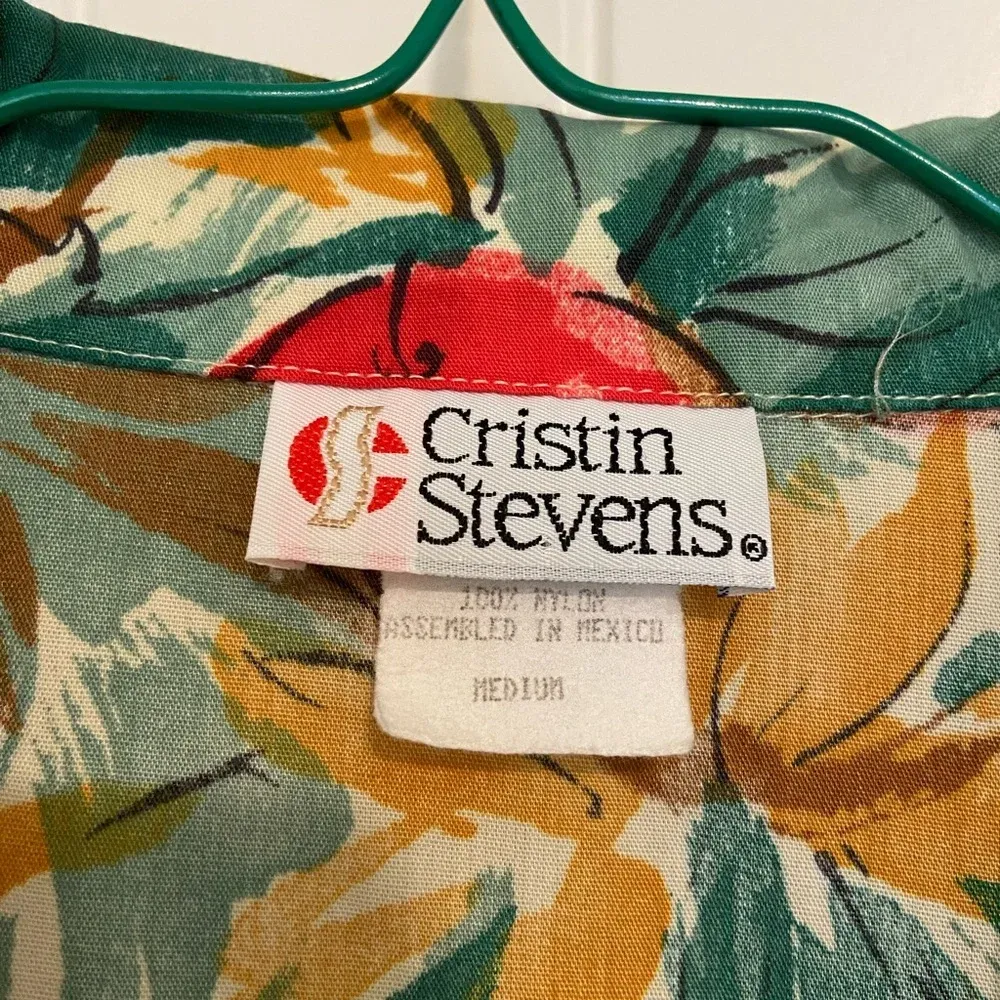 Cristin
Stevens®
100% NYLON
ASSEMBLED IN MEXICO
MEDIUM